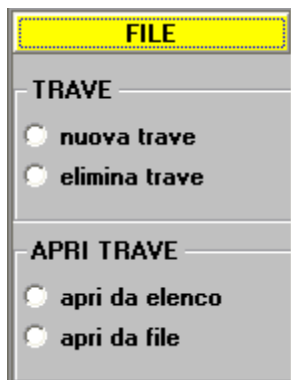 FILE
TRAVE
nuova trave
elimina trave
APRI TRAVE
apri da elenco
apri da file